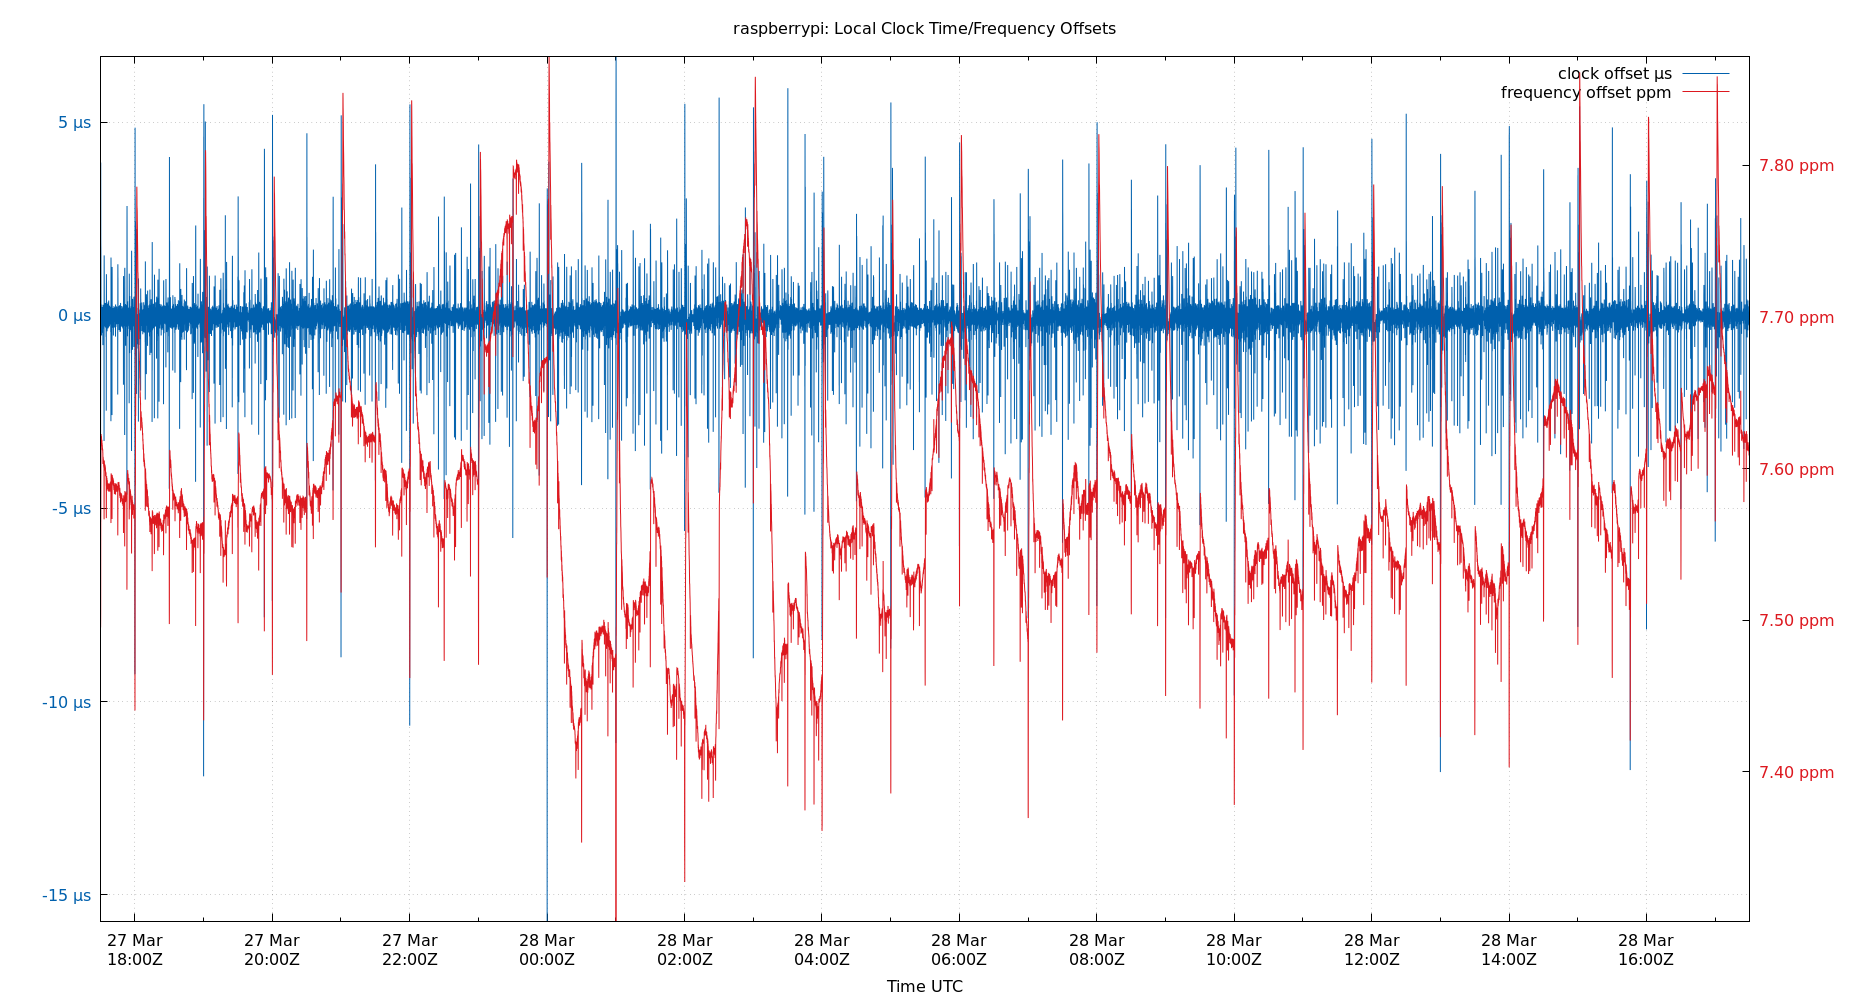 raspberrypi: Local Clock Time/Frequency Offsets
clock offset µs
frequency offset ppm
5 µs
0 µs
-5 µs
-10 µs
-15 µs
7.80 ppm
7.70 ppm
7.60 ppm
7.50 ppm
7.40 ppm
27 Mar 27 Mar 27 Mar 28 Mar 28 Mar 28 Mar 28 Mar 28 Mar 28 Mar 28 Mar 28 Mar 28 Mar
18:00Z 20:00Z 22:00Z 00:00Z 02:00Z 04:00Z 06:00Z 08:00Z 10:00Z 12:00Z 14:00Z 16:00Z
Time UTC